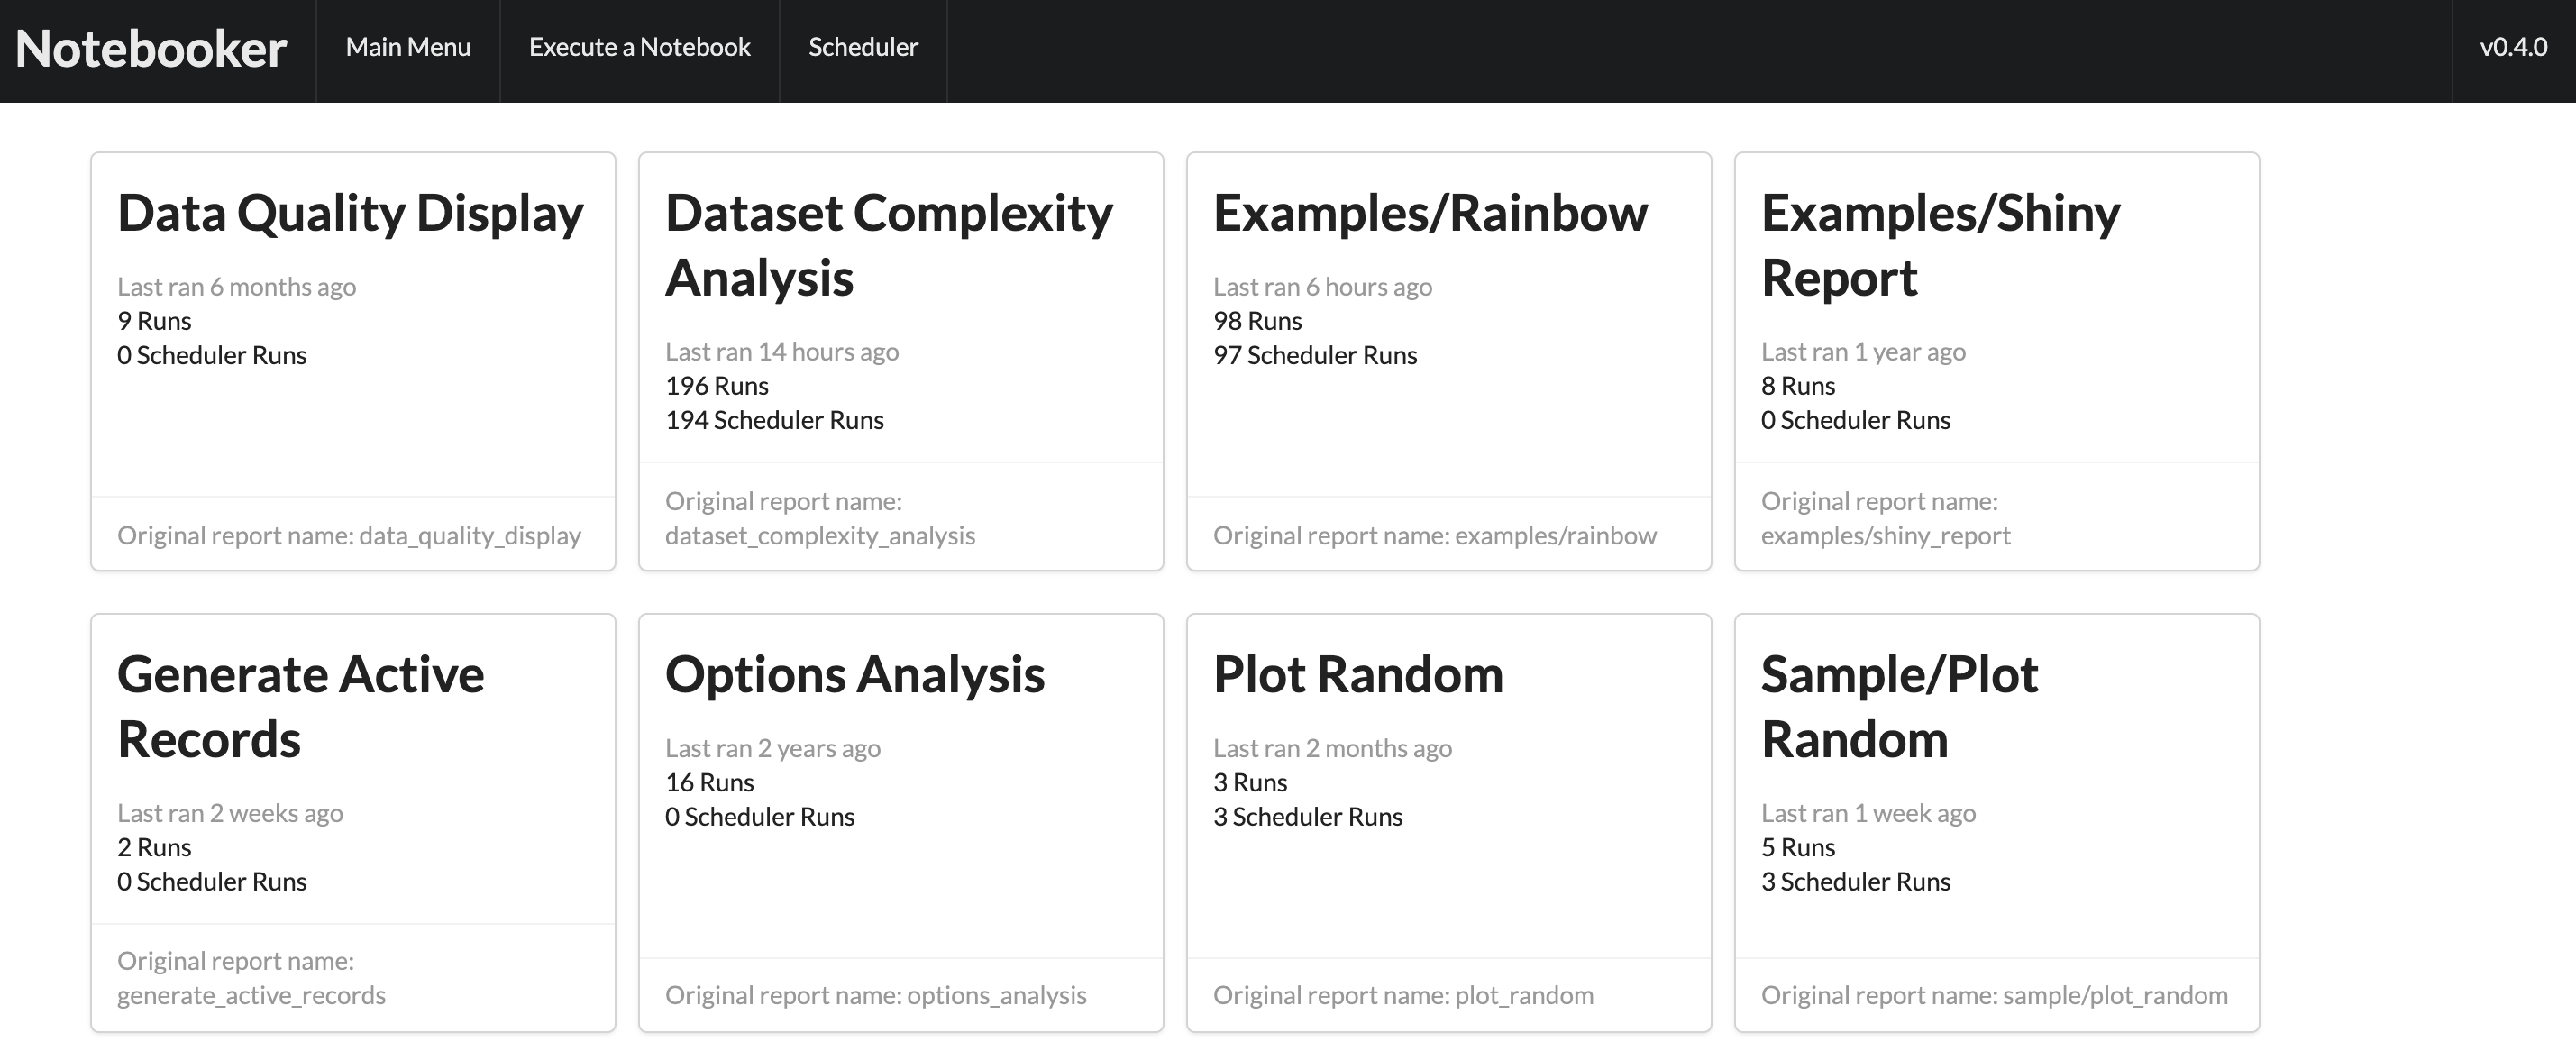 Notebooker
Main Menu
Execute a Notebook
Scheduler
v0.4.0
Data Quality Display
Last ran 6 months ago
9 Runs
0 Scheduler Runs
Original report name: data_quality_display
Dataset Complexity
Analysis
Last ran 14 hours ago
196 Runs
194 Scheduler Runs
Original report name:
dataset_complexity_analysis
Examples/Rainbow
Last ran 6 hours ago
98 Runs
97 Scheduler Runs
Original report name: examples/rainbow
Examples/Shiny
Report
Last ran 1 year ago
8 Runs
0 Scheduler Runs
Original report name:
examples/shiny_report
Generate Active
Records
Last ran 2 weeks ago
2 Runs
0 Scheduler Runs
Original report name:
generate_active_records
Options Analysis
Last ran 2 years ago
16 Runs
0 Scheduler Runs
Original report name: options_analysis
Plot Random
Last ran 2 months ago
3 Runs
3 Scheduler Runs
Original report name: plot_random
Sample/Plot
Random
Last ran 1 week ago
5 Runs
3 Scheduler Runs
Original report name: sample/plot_random